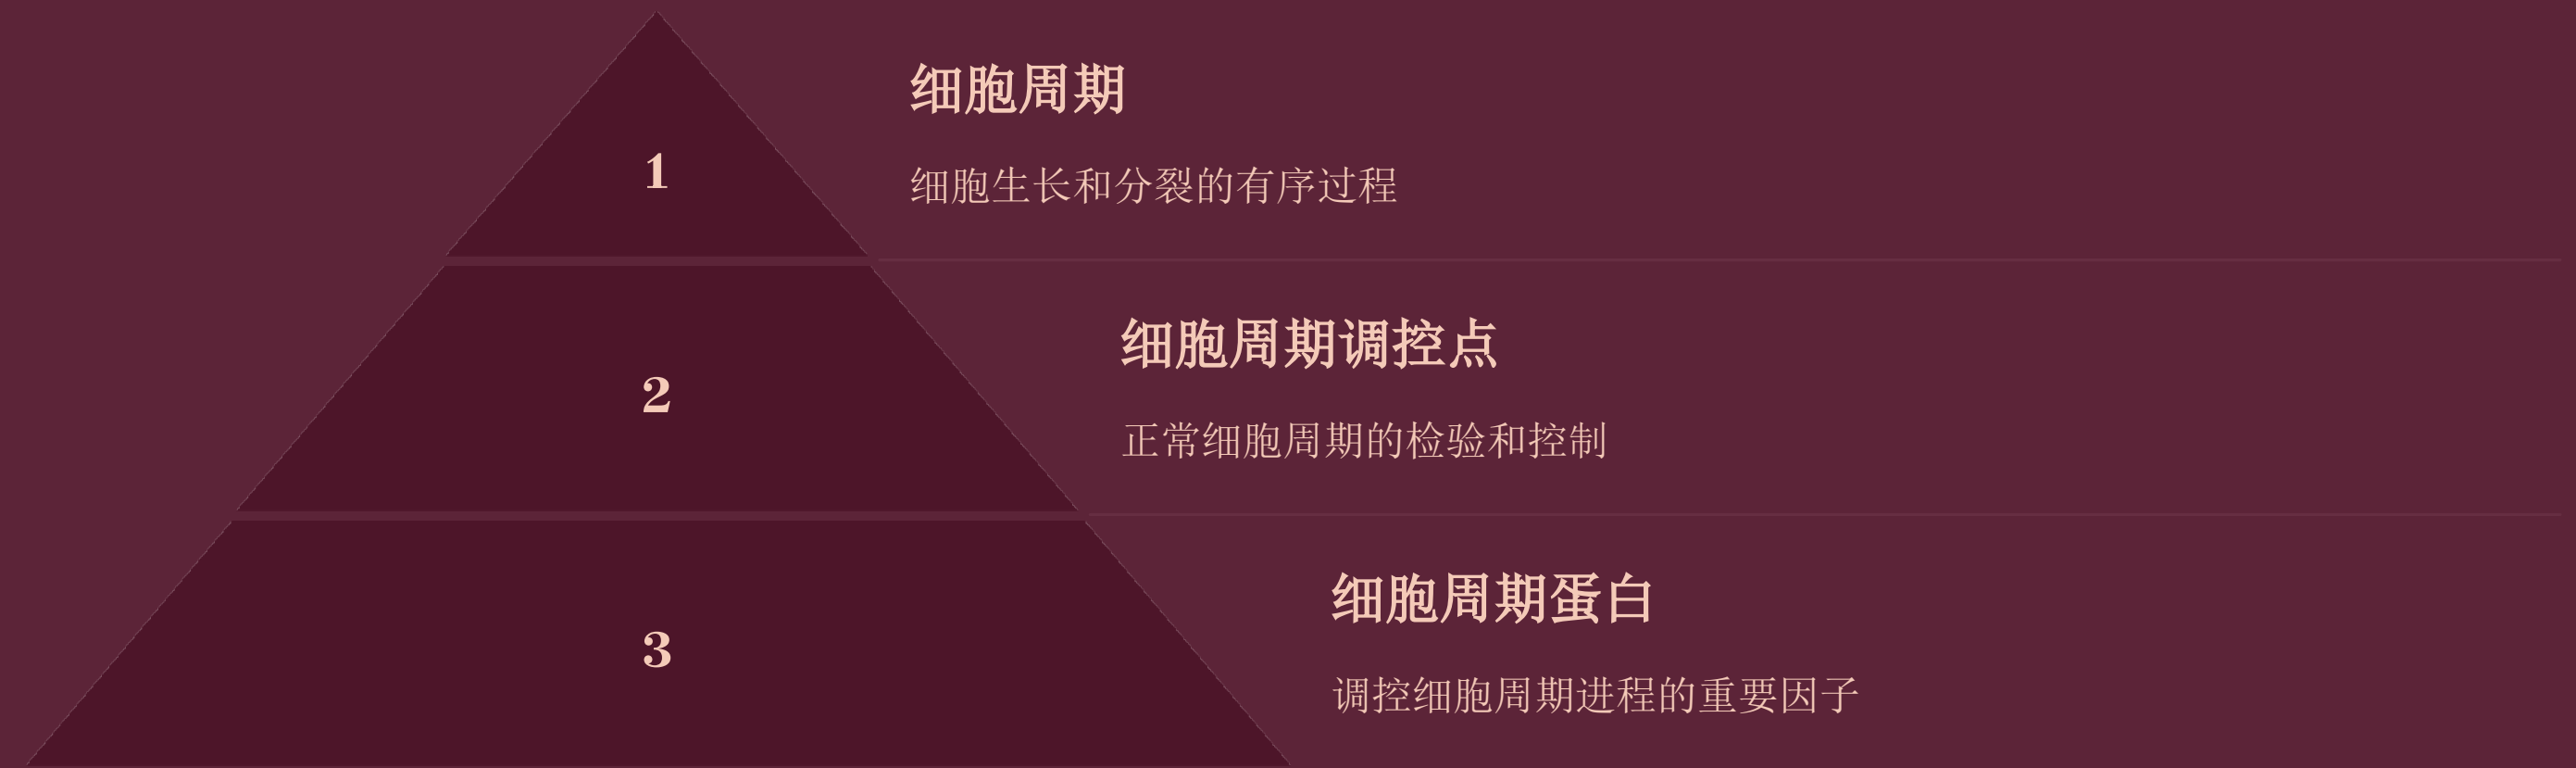 1
细胞周期
细胞生长和分裂的有序过程
2
细胞周期调控点
正常细胞周期的检验和控制
3
细胞周期蛋白
调控细胞周期进程的重要因子